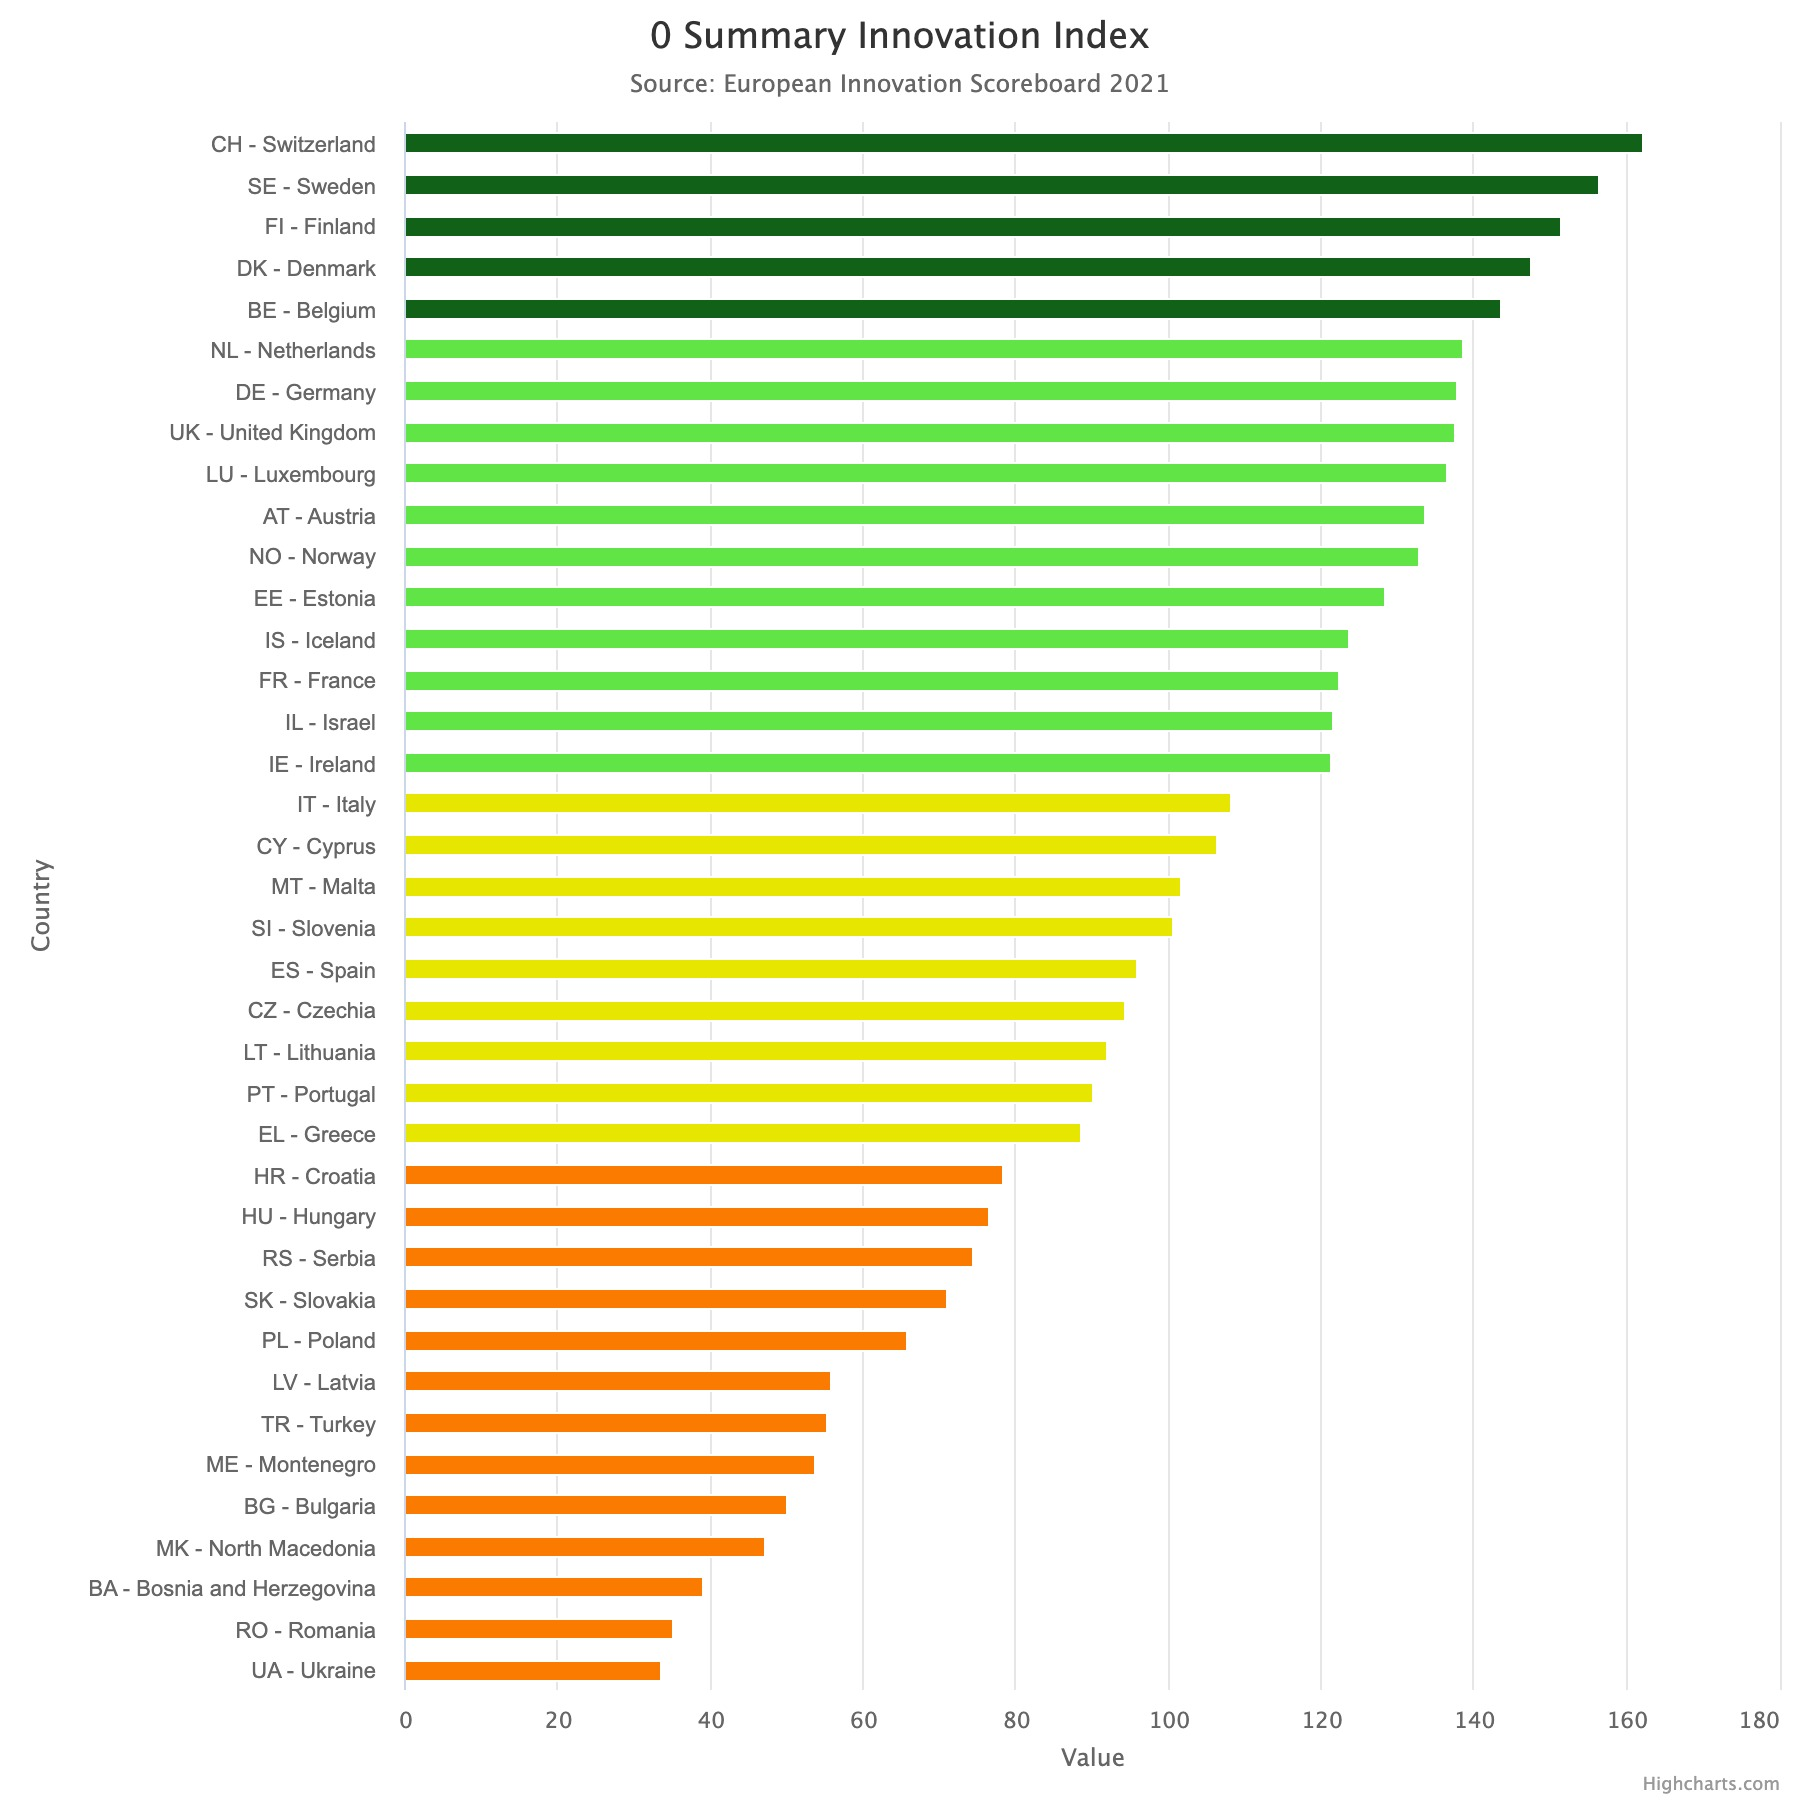 0 Summary Innovation Index
Source: European Innovation Scoreboard 2021
CH - Switzerland
SE - Sweden
FI - Finland
DK - Denmark
BE - Belgium
NL - Netherlands
DE - Germany
UK - United Kingdom
LU - Luxembourg
AT - Austria
NO - Norway
EE - Estonia
IS - Iceland
FR - France
IL - Israel
IE - Ireland
IT - Italy
CY - Cyprus
MT - Malta
SI - Slovenia
ES - Spain
CZ - Czechia
LT - Lithuania
PT - Portugal
EL - Greece
HR - Croatia
HU - Hungary
RS - Serbia
SK - Slovakia
PL - Poland
LV - Latvia
TR - Turkey
ME - Montenegro
BG - Bulgaria
MK - North Macedonia
BA - Bosnia and Herzegovina
RO - Romania
UA - Ukraine
Country
0 20 40 60 80 100 120 140 160 180
Value
Highcharts.com